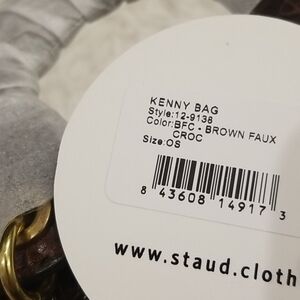 KENNY BAG
Style:12-9138
Color:BFC - BROWN FAUX
CROC
Size:OS
8 43608 14917 3
www.staud.cloth